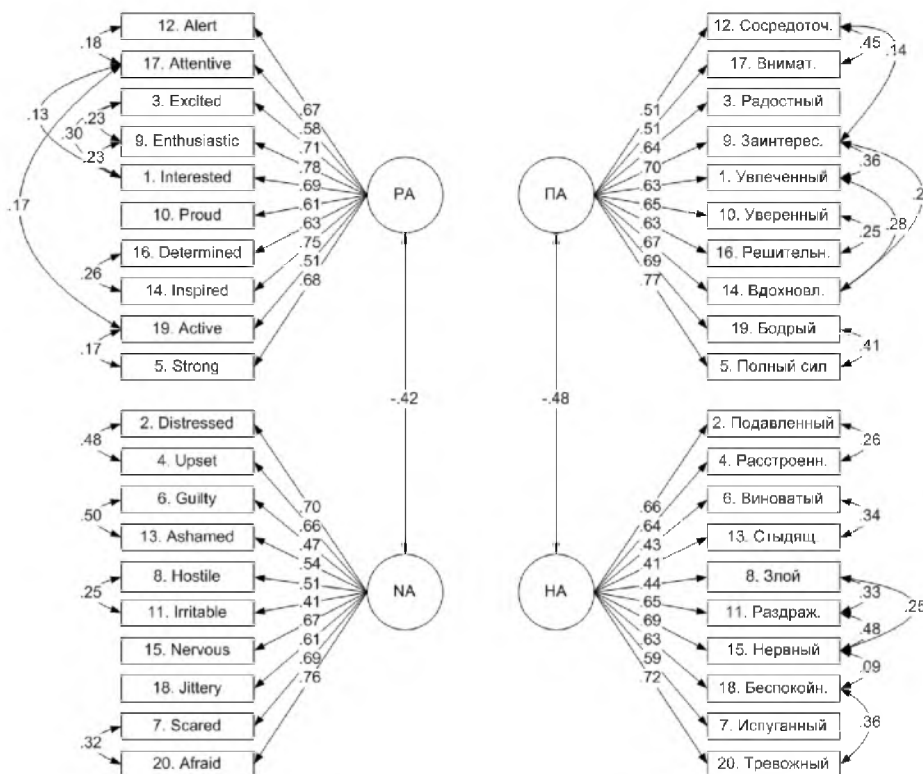 12. Alert
.18
17. Attentive
3. Excited
.13
.23
.30
9. Enthusiastic
.23
1. Interested
10. Proud
.17
16. Determined
.26
14. Inspired
19. Active
.17
5. Strong
.67
.58
.71
.78
.69
.61
.63
.75
.51
.68
PA
-.42
2. Distressed
.48
4. Upset
6. Guilty
.50
13. Ashamed
8. Hostile
.25
11. Irritable
15. Nervous
18. Jittery
7. Scared
.32
20. Afraid
.70
.66
.47
.54
.51
.41
.67
.61
.69
.76
NA
12. Сосредоточ.
.45
.14
17. Внимат.
3. Радостный
9. Заинтерес.
.36
1. Увлеченный
.2
10. Уверенный
.28
.25
16. Решительн.
14. Вдохновл.
19. Бодрый
.41
5. Полный сил
.51
.51
.64
.70
.63
.65
.63
.67
.69
.77
ПА
-.48
2. Подавленный
.26
4. Расстроенн.
6. Виноватый
.34
13. Стыдящ.
8. Злой
.33
.25
11. Раздраж.
.48
15. Нервный
.09
18. Беспокойн.
.36
7. Испуганный
20. Тревожный
.66
.64
.43
.41
.44
.65
.69
.63
.59
.72
НА